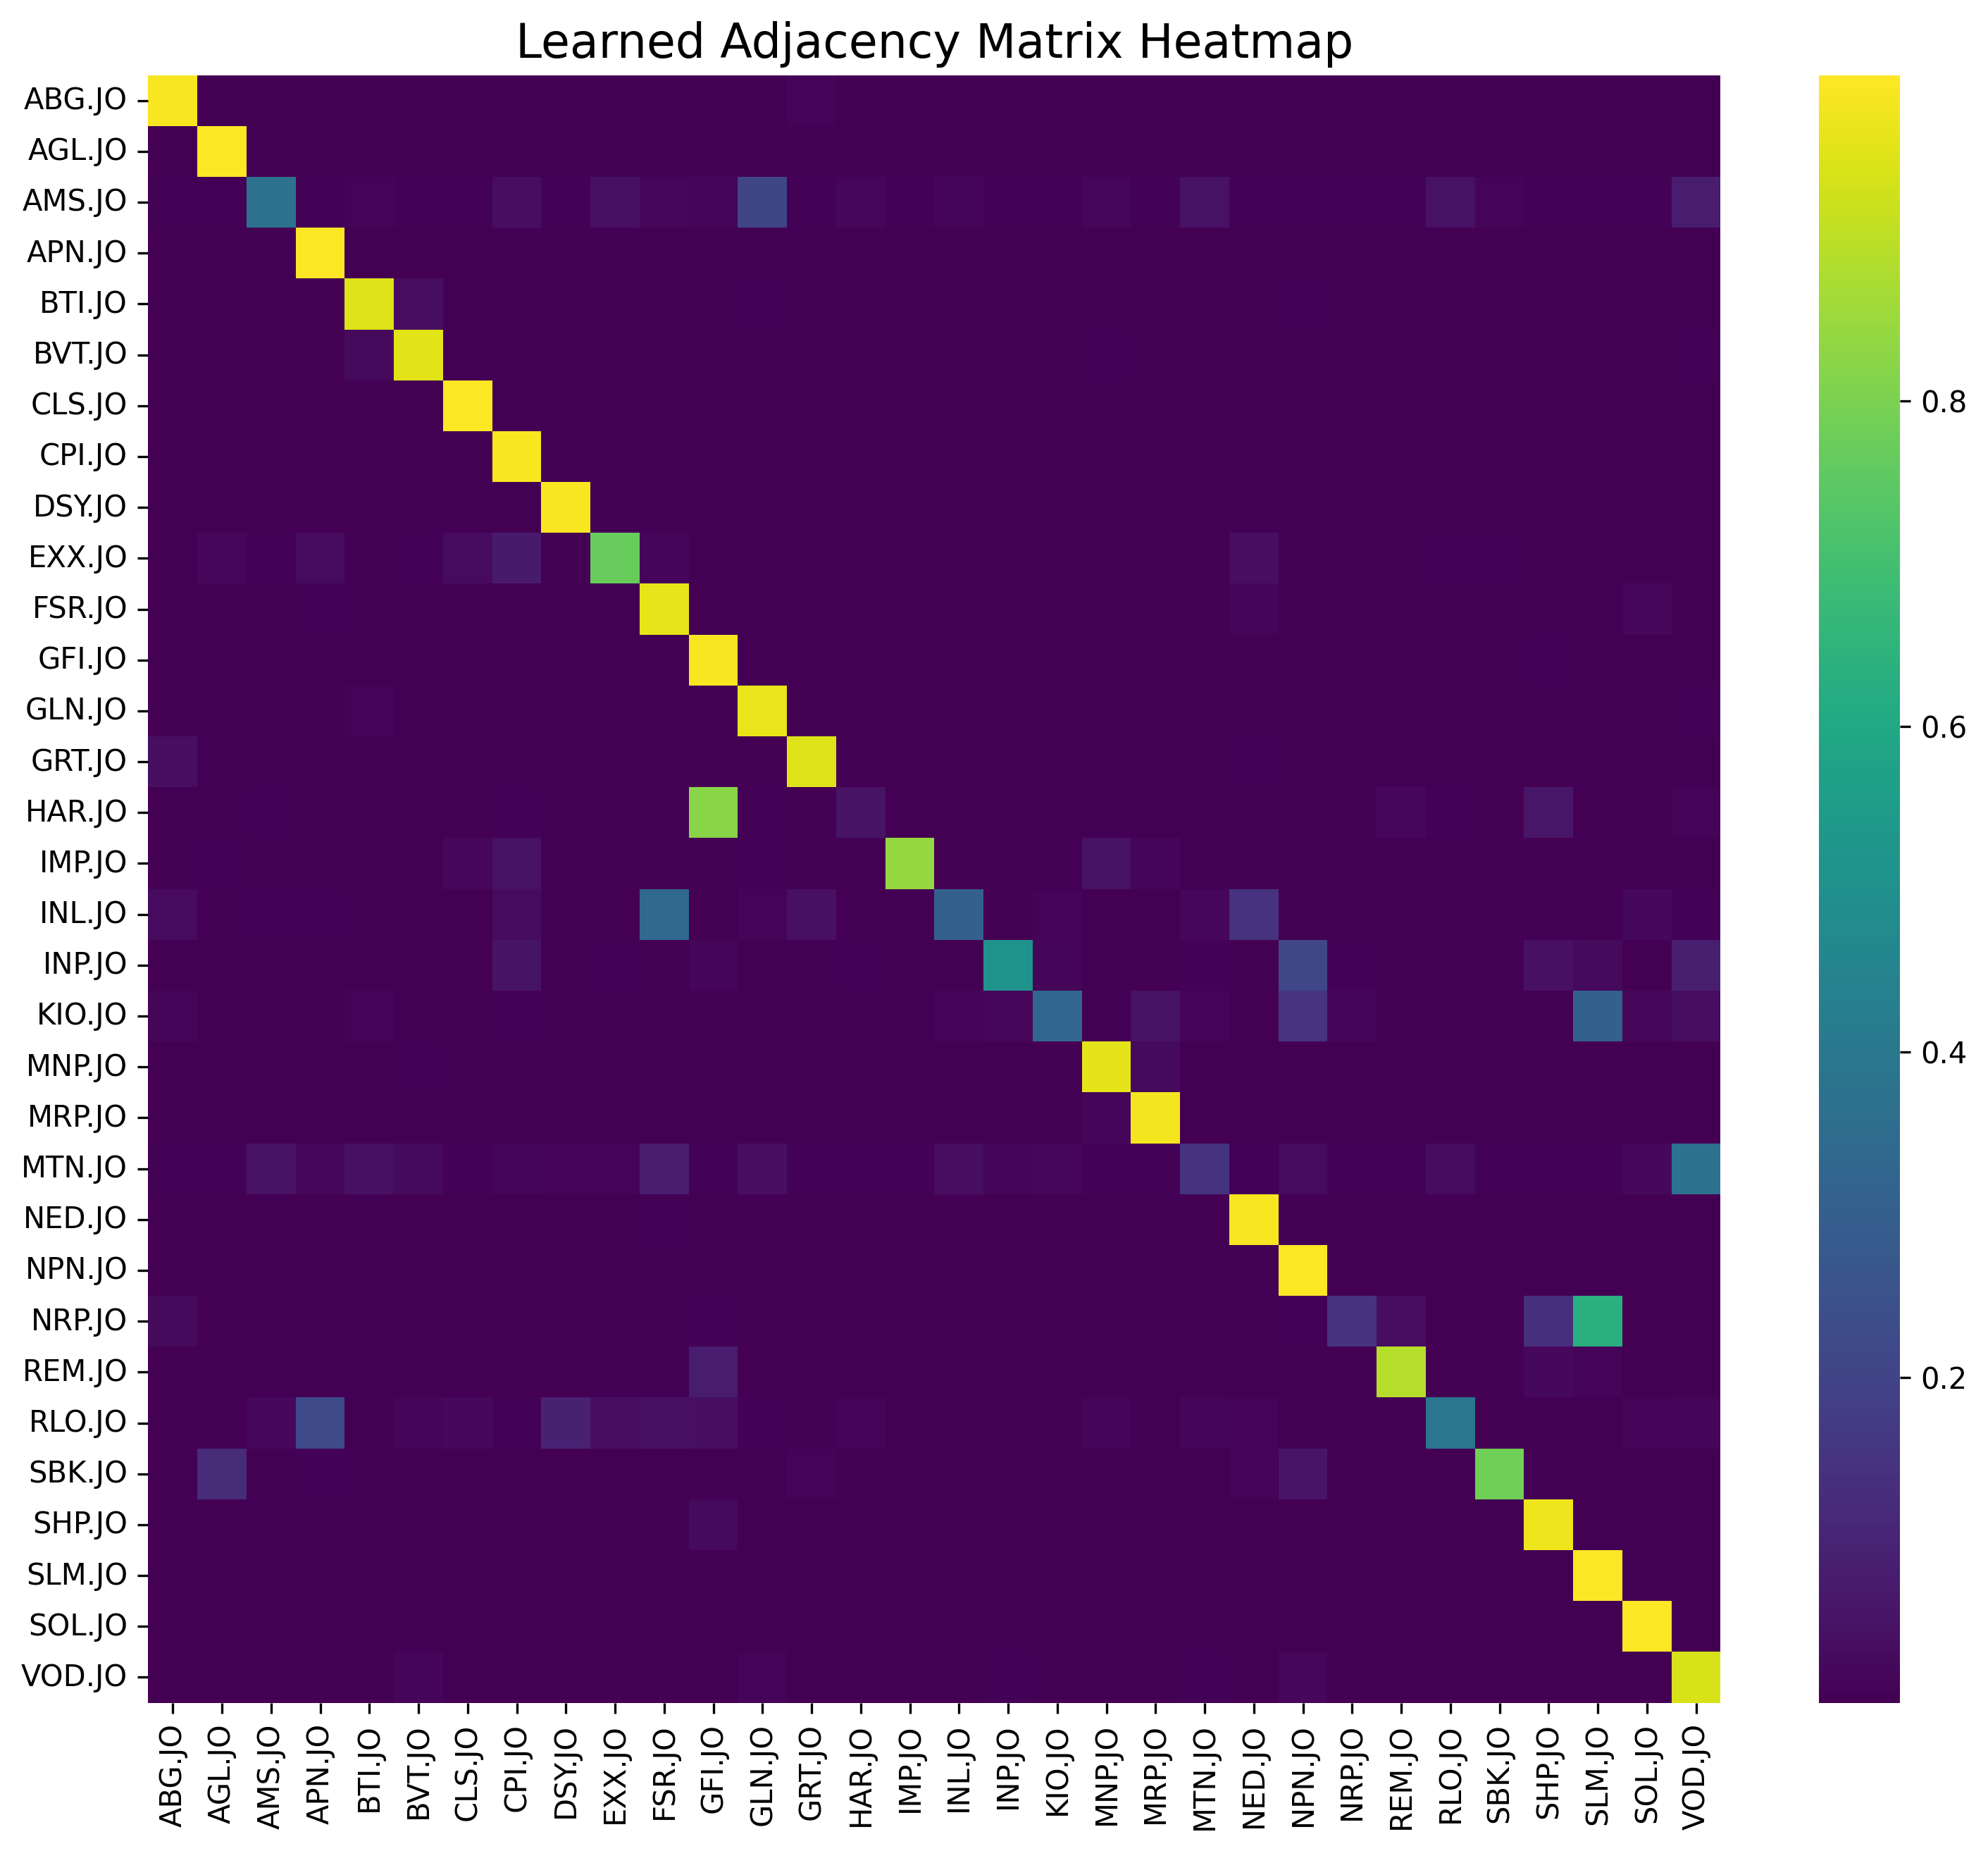 Learned Adjacency Matrix Heatmap
ABG.JO
AGL.JO
AMS.JO
APN.JO
BTI.JO
BVT.JO
CLS.JO
CPI.JO
DSY.JO
EXX.JO
FSR.JO
GFI.JO
GLN.JO
GRT.JO
HAR.JO
IMP.JO
INL.JO
INP.JO
KIO.JO
MNP.JO
MRP.JO
MTN.JO
NED.JO
NPN.JO
NRP.JO
REM.JO
RLO.JO
SBK.JO
SHP.JO
SLM.JO
SOL.JO
VOD.JO
ABG.JO
AGL.JO
AMS.JO
APN.JO
BTI.JO
BVT.JO
CLS.JO
CPI.JO
DSY.JO
EXX.JO
FSR.JO
GFI.JO
GLN.JO
GRT.JO
HAR.JO
IMP.JO
INL.JO
INP.JO
KIO.JO
MNP.JO
MRP.JO
MTN.JO
NED.JO
NPN.JO
NRP.JO
REM.JO
RLO.JO
SBK.JO
SHP.JO
SLM.JO
SOL.JO
VOD.JO
0.8
0.6
0.4
0.2